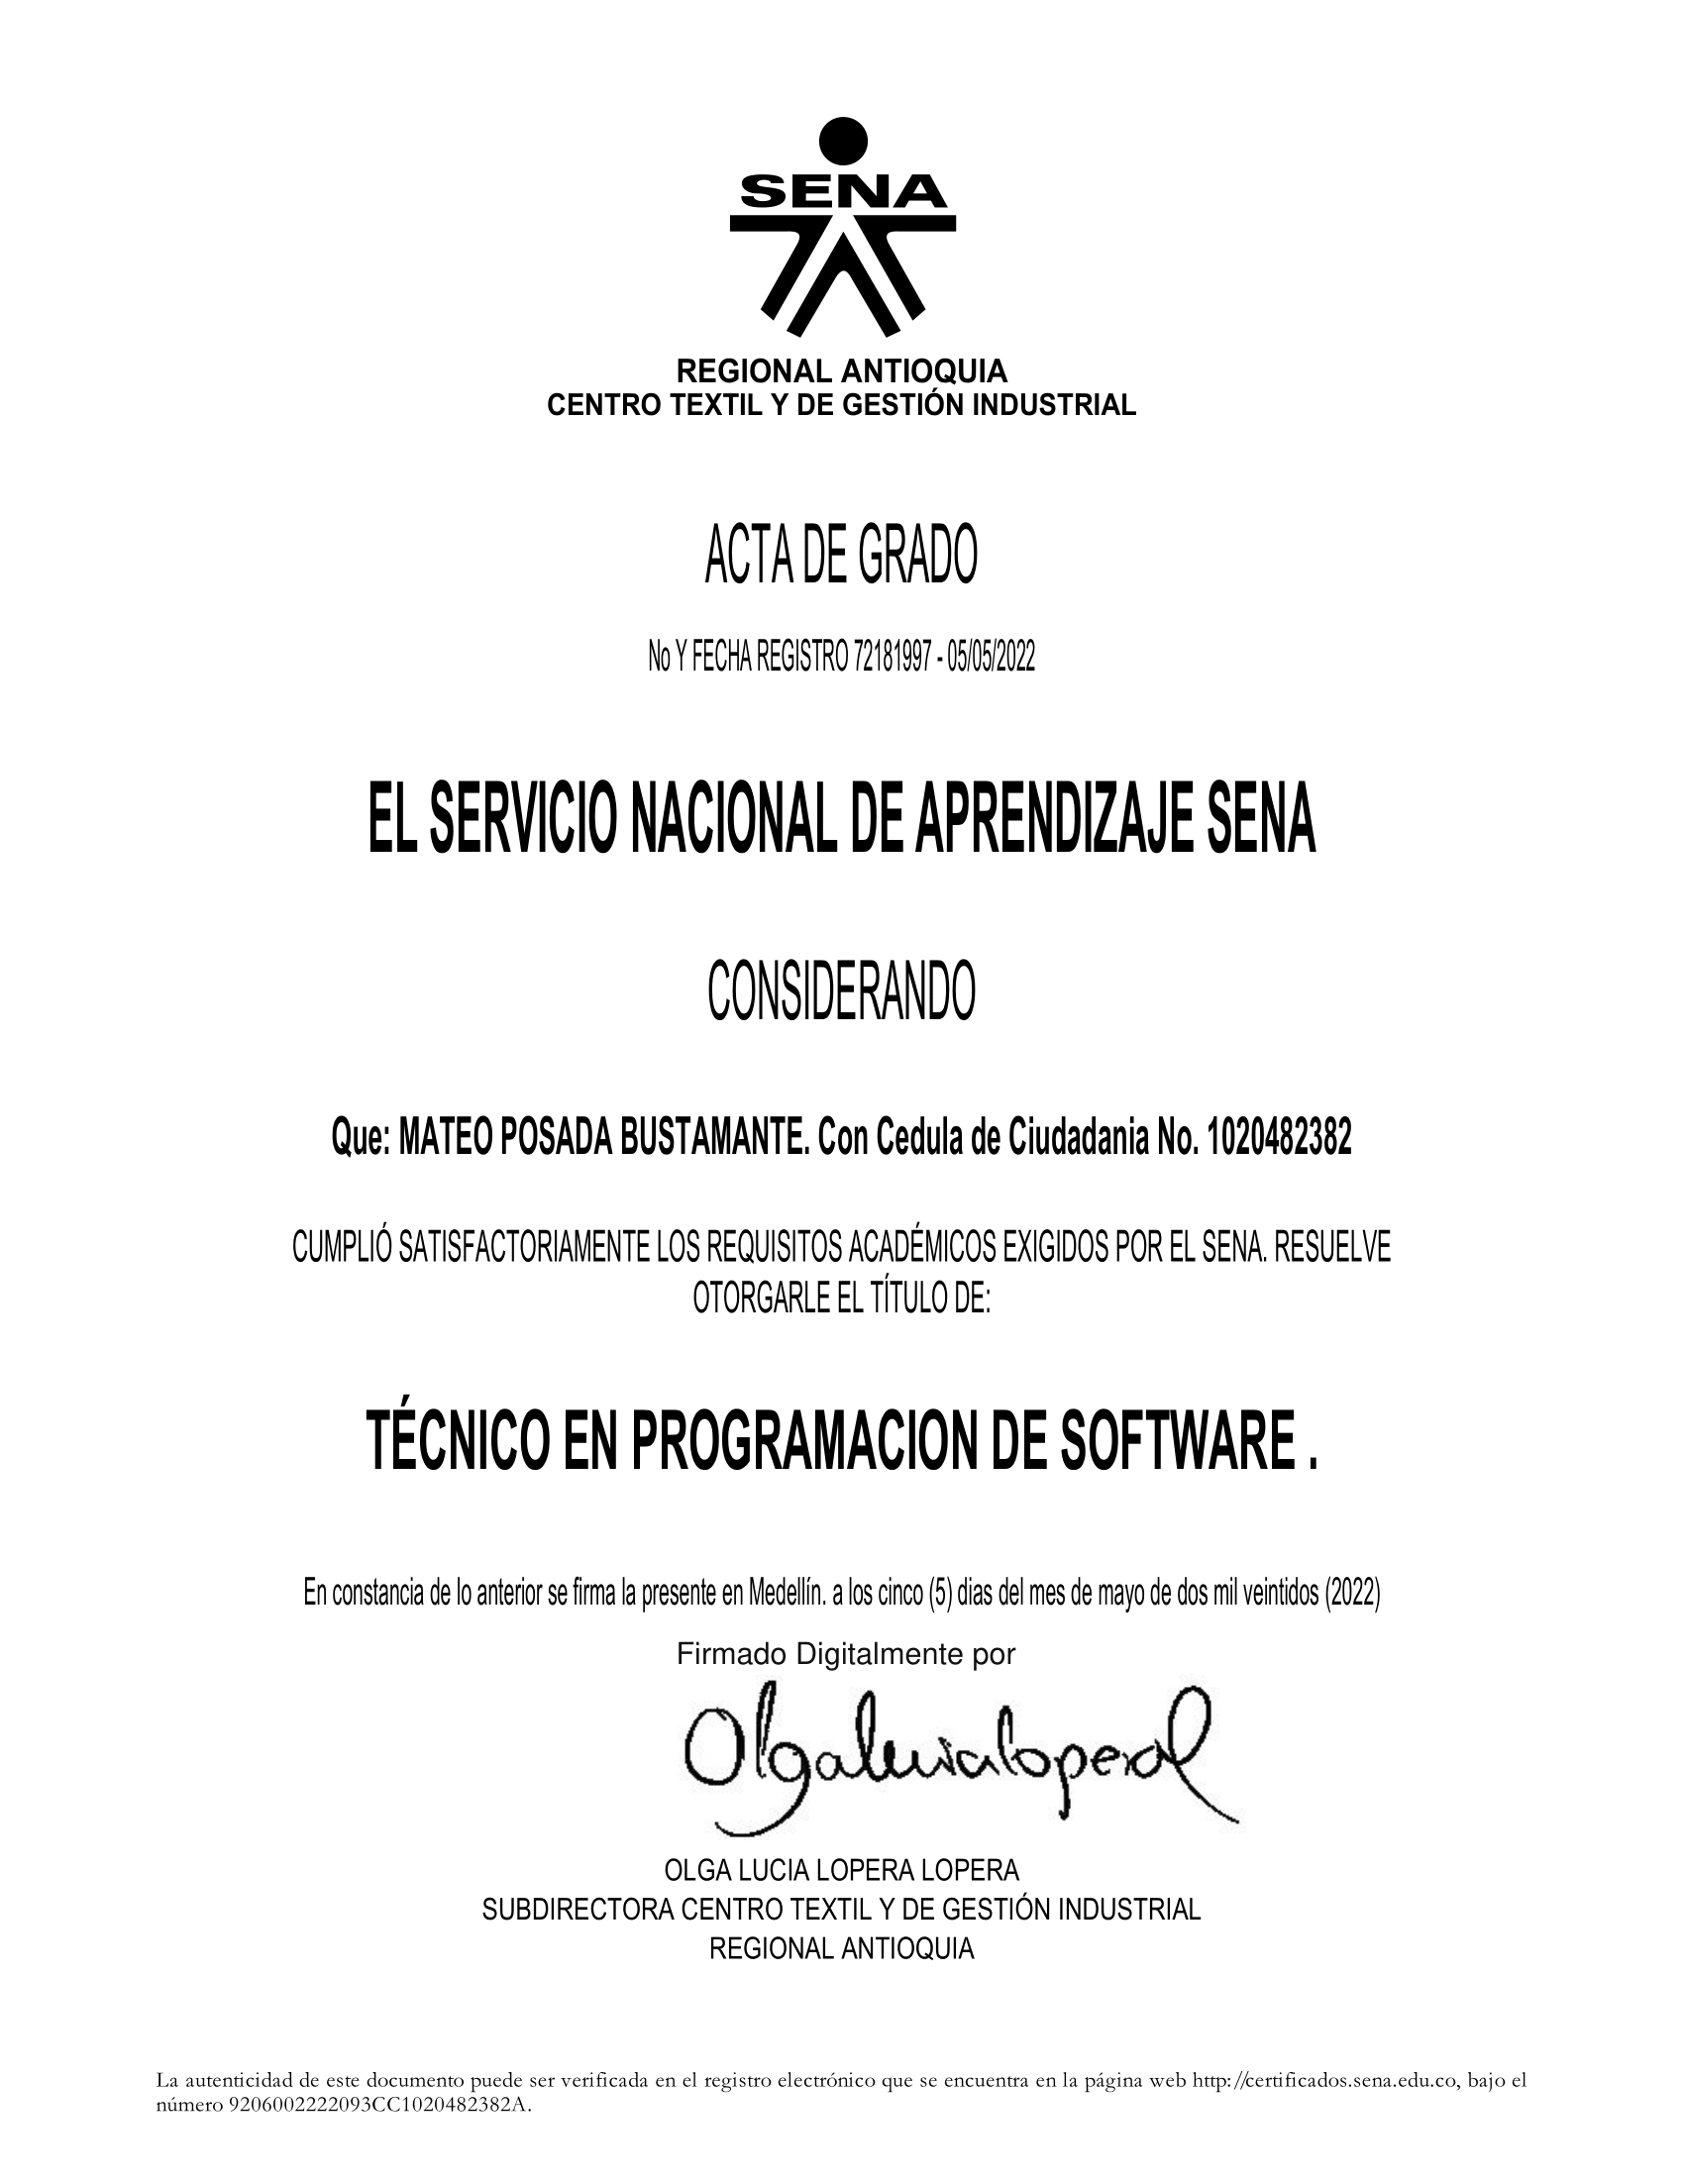 SENA
REGIONAL ANTIOQUIA
CENTRO TEXTIL Y DE GESTIÓN INDUSTRIAL
ACTA DE GRADO
No Y FECHA REGISTRO 72181997 - 05/05/2022
EL SERVICIO NACIONAL DE APRENDIZAJE SENA
CONSIDERANDO
Que: MATEO POSADA BUSTAMANTE. Con Cedula de Ciudadania No. 1020482382
CUMPLIÓ SATISFACTORIAMENTE LOS REQUISITOS ACADÉMICOS EXIGIDOS POR EL SENA. RESUELVE
OTORGARLE EL TÍTULO DE:
TÉCNICO EN PROGRAMACION DE SOFTWARE .
En constancia de lo anterior se firma la presente en Medellín. a los cinco (5) dias del mes de mayo de dos mil veintidos (2022)
Firmado Digitalmente por
Olgalucialoperal
OLGA LUCIA LOPERA LOPERA
SUBDIRECTORA CENTRO TEXTIL Y DE GESTIÓN INDUSTRIAL
REGIONAL ANTIOQUIA
La autenticidad de este documento puede ser verificada en el registro electrónico que se encuentra en la página web http://certificados.sena.edu.co, bajo el
número 9206002222093CC1020482382A.